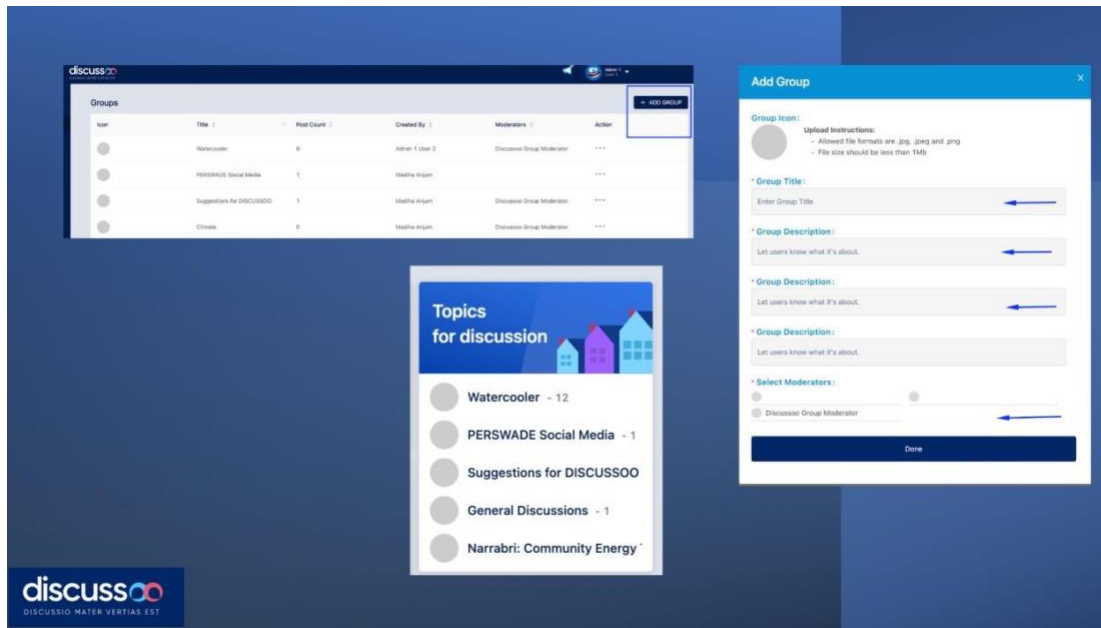 discussoo
Admin 1
User 2
Groups
+ ADD GROUP
Icon Title Post Count Created By Moderators Action
Watercooler 9 Admin 1 User 2 Discussoo Group Moderator ---
PERSWADE Social Media 1 Madiha Anjum ---
Suggestions for DISCUSSOO 1 Madiha Anjum Discussoo Group Moderator ---
Climate 0 Madiha Anjum Discussoo Group Moderator ---
Topics
for discussion
Watercooler - 12
PERSWADE Social Media - 1
Suggestions for DISCUSSOO
General Discussions - 1
Narrabri: Community Energy
Add Group X
Group Icon:
Upload Instructions:
- Allowed file formats are .jpg, .jpeg and .png
- File size should be less than 1Mb
* Group Title:
Enter Group Title
* Group Description:
Let users know what it's about.
* Group Description:
Let users know what it's about.
* Group Description:
Let users know what it's about.
* Select Moderators:
Discussoo Group Moderator
Done
discussoo
DISCUSSIO MATER VERTIAS EST